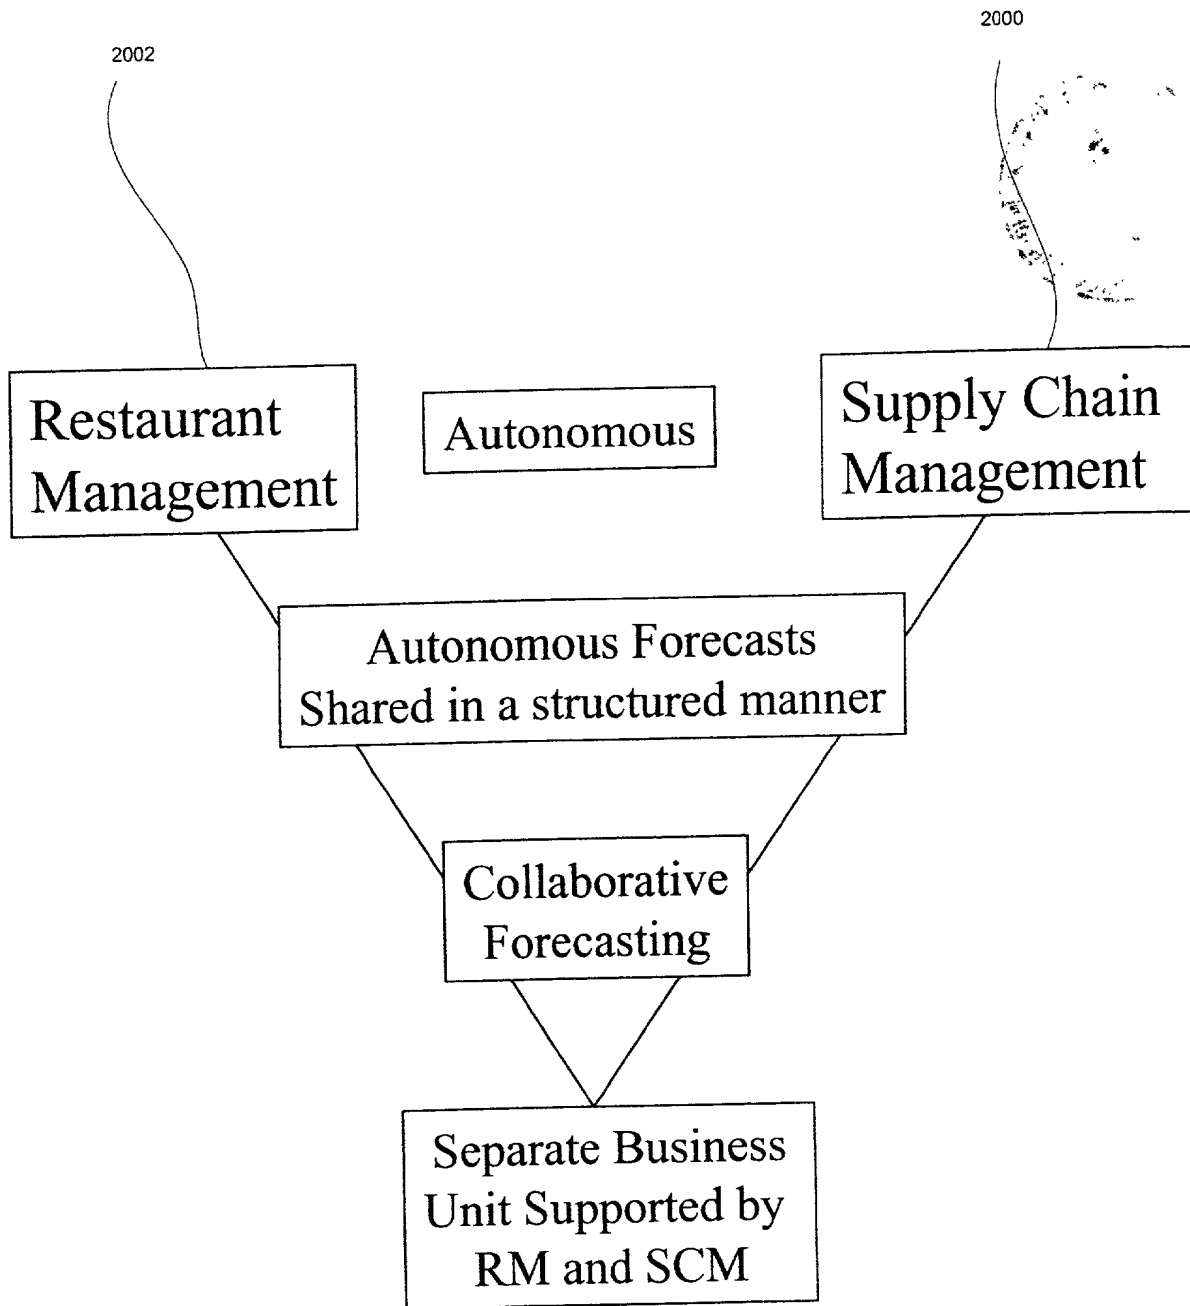 2002
2000
Restaurant
Management
Autonomous
Supply Chain
Management
Autonomous Forecasts
Shared in a structured manner
Collaborative
Forecasting
Separate Business
Unit Supported by
RM and SCM